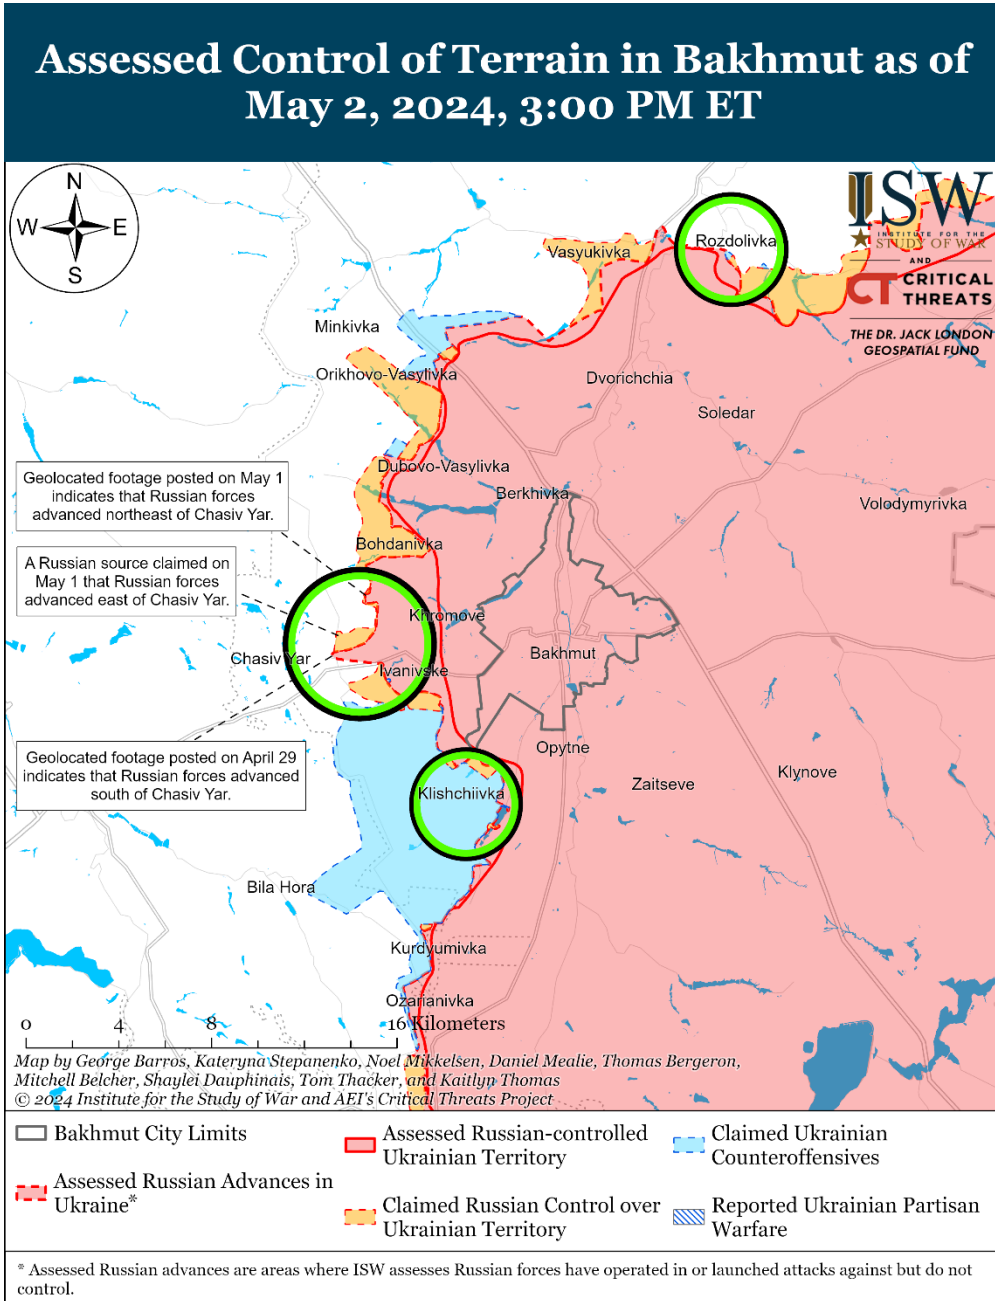 Assessed Control of Terrain in Bakhmut as of
May 2, 2024, 3:00 PM ET
N
W
E
S
ISW
INSTITUTE FOR THE
STUDY OF WAR
AND
CT CRITICAL
THREATS
THE DR. JACK LONDON
GEOSPATIAL FUND
Rozdolivka
Vasyukivka
Minkivka
Orikhovo-Vasylivka
Dvorichchia
Soledar
Dubovo-Vasylivka
Berkhivka
Volodymyrivka
Geolocated footage posted on May 1
indicates that Russian forces
advanced northeast of Chasiv Yar.
Bohdanivka
A Russian source claimed on
May 1 that Russian forces
advanced east of Chasiv Yar.
Khromove
Chasiv Yar
Bakhmut
Ivanivske
Opytne
Geolocated footage posted on April 29
indicates that Russian forces advanced
south of Chasiv Yar.
Klishchiivka
Zaitseve
Klynove
Bila Hora
Kurdyumivka
Ozarianivka
0 4 8 16 Kilometers
Map by George Barros, Kateryna Stepanenko, Noel Mikkelsen, Daniel Mealie, Thomas Bergeron,
Mitchell Belcher, Shaylei Dauphinais, Tom Thacker, and Kaitlyn Thomas
© 2024 Institute for the Study of War and AEI's Critical Threats Project
Bakhmut City Limits
Assessed Russian Advances in
Ukraine*
Assessed Russian-controlled
Ukrainian Territory
Claimed Russian Control over
Ukrainian Territory
Claimed Ukrainian
Counteroffensives
Reported Ukrainian Partisan
Warfare
* Assessed Russian advances are areas where ISW assesses Russian forces have operated in or launched attacks against but do not
control.